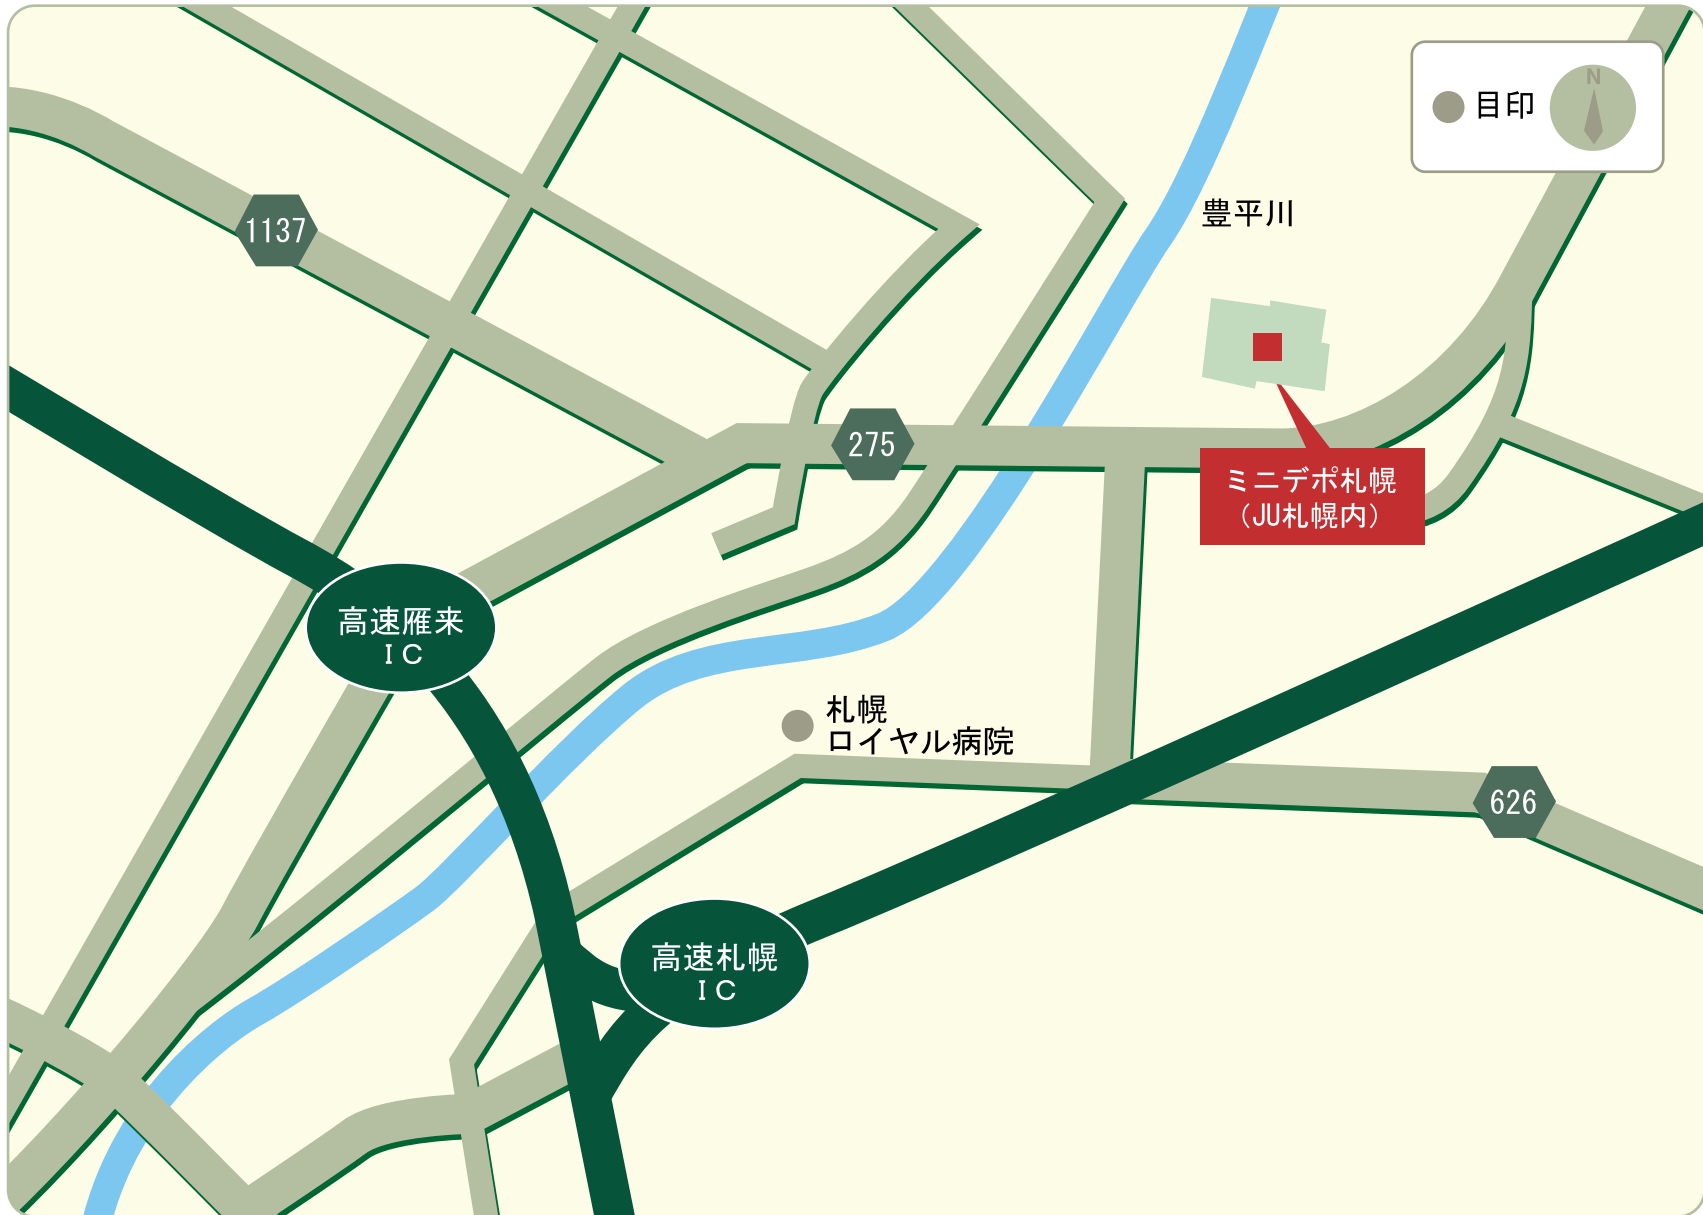 N
目印
豊平川
1137
275
ミニデポ札幌
（JU札幌内）
高速雁来
ＩＣ
札幌
ロイヤル病院
626
高速札幌
ＩＣ